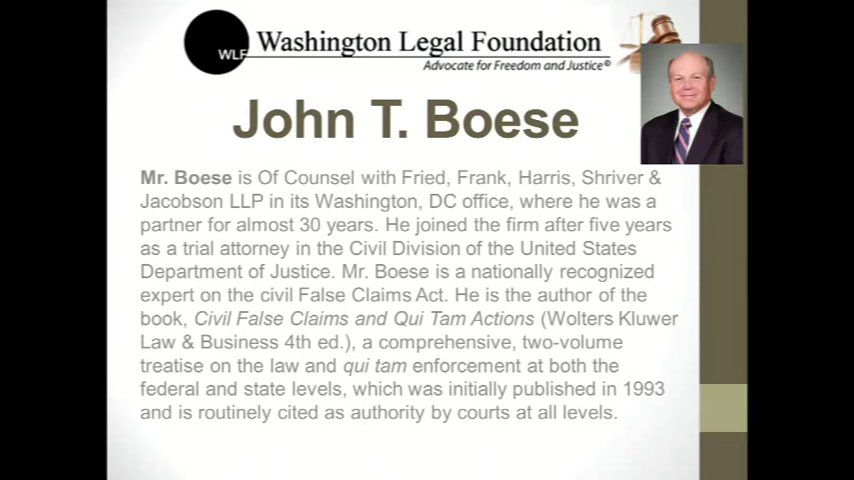 WLF Washington Legal Foundation
Advocate for Freedom and Justice©
John T. Boese
Mr. Boese is Of Counsel with Fried, Frank, Harris, Shriver &
Jacobson LLP in its Washington, DC office, where he was a
partner for almost 30 years. He joined the firm after five years
as a trial attorney in the Civil Division of the United States
Department of Justice. Mr. Boese is a nationally recognized
expert on the civil False Claims Act. He is the author of the
book, Civil False Claims and Qui Tam Actions (Wolters Kluwer
Law & Business 4th ed.), a comprehensive, two-volume
treatise on the law and qui tam enforcement at both the
federal and state levels, which was initially published in 1993
and is routinely cited as authority by courts at all levels.